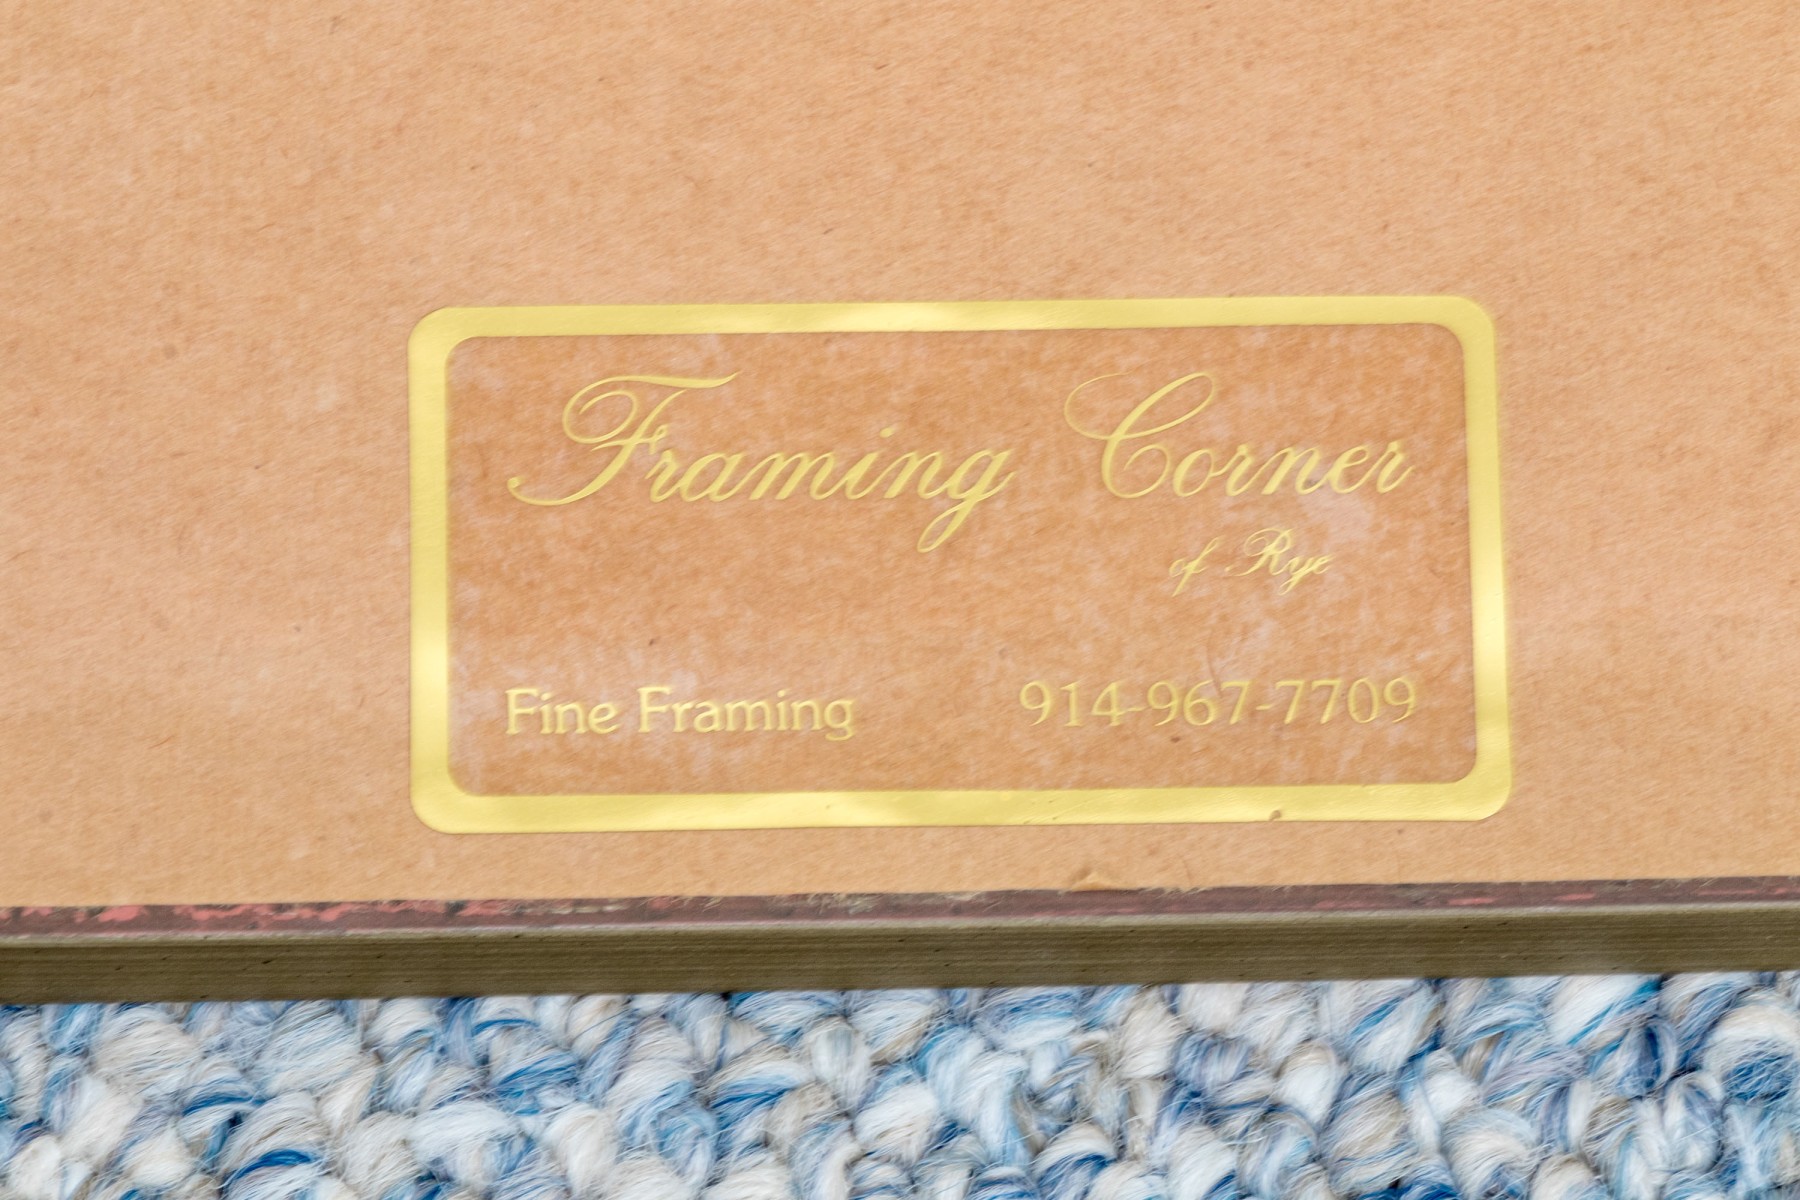 Framing Corner
of Rye
Fine Framing 914-967-7709